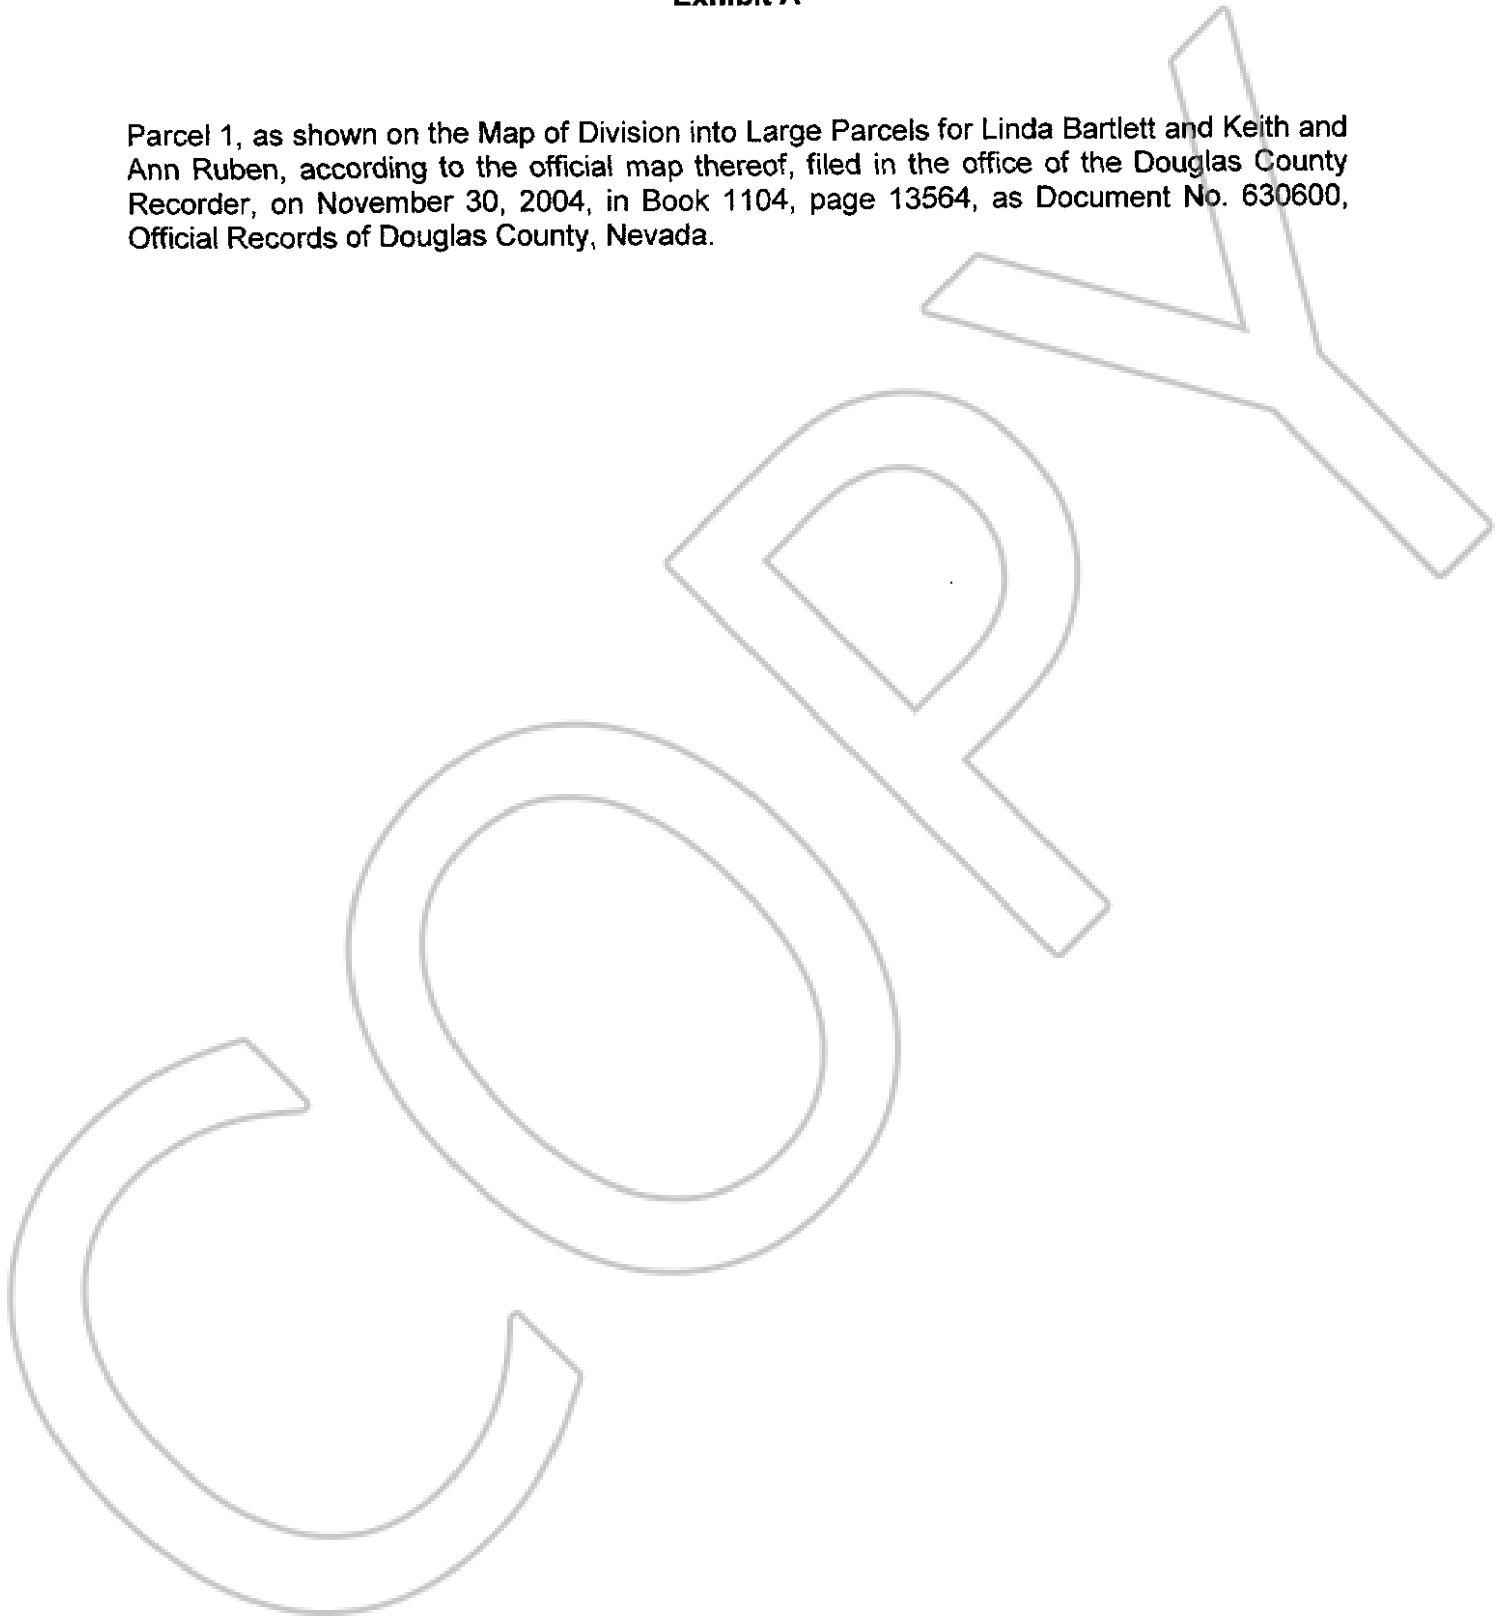 Exhibit A
Parcel 1, as shown on the Map of Division into Large Parcels for Linda Bartlett and Keith and
Ann Ruben, according to the official map thereof, filed in the office of the Douglas County
Recorder, on November 30, 2004, in Book 1104, page 13564, as Document No. 630600,
Official Records of Douglas County, Nevada.
COPY